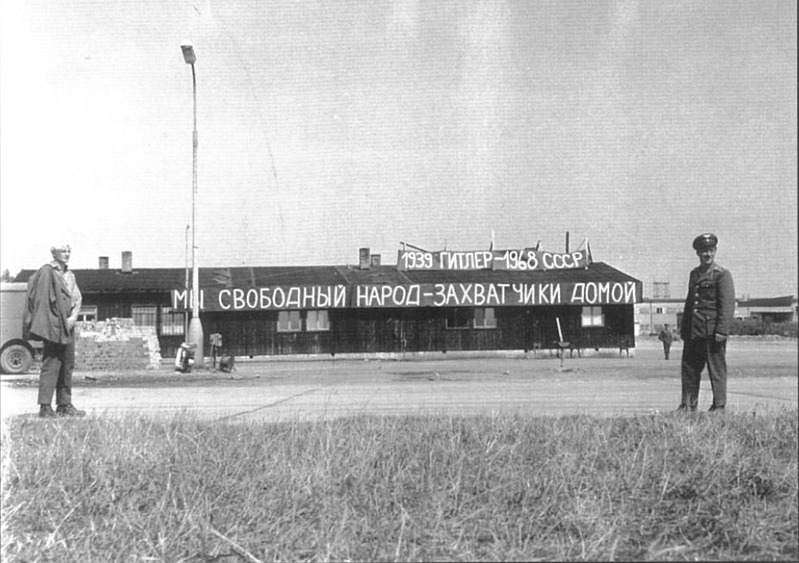 1939 ГИТЛЕР-1968 СССР
МЫ СВОБОДНЫЙ НАРОД-ЗАХВАТЧИКИ ДОМОЙ